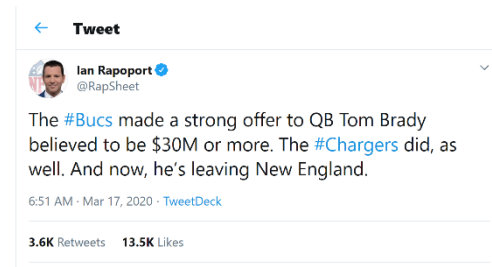 Tweet
Ian Rapoport
@RapSheet
The #Bucs made a strong offer to QB Tom Brady
believed to be $30M or more. The #Chargers did, as
well. And now, he's leaving New England.
6:51 AM · Mar 17, 2020 · TweetDeck
3.6K Retweets 13.5K Likes